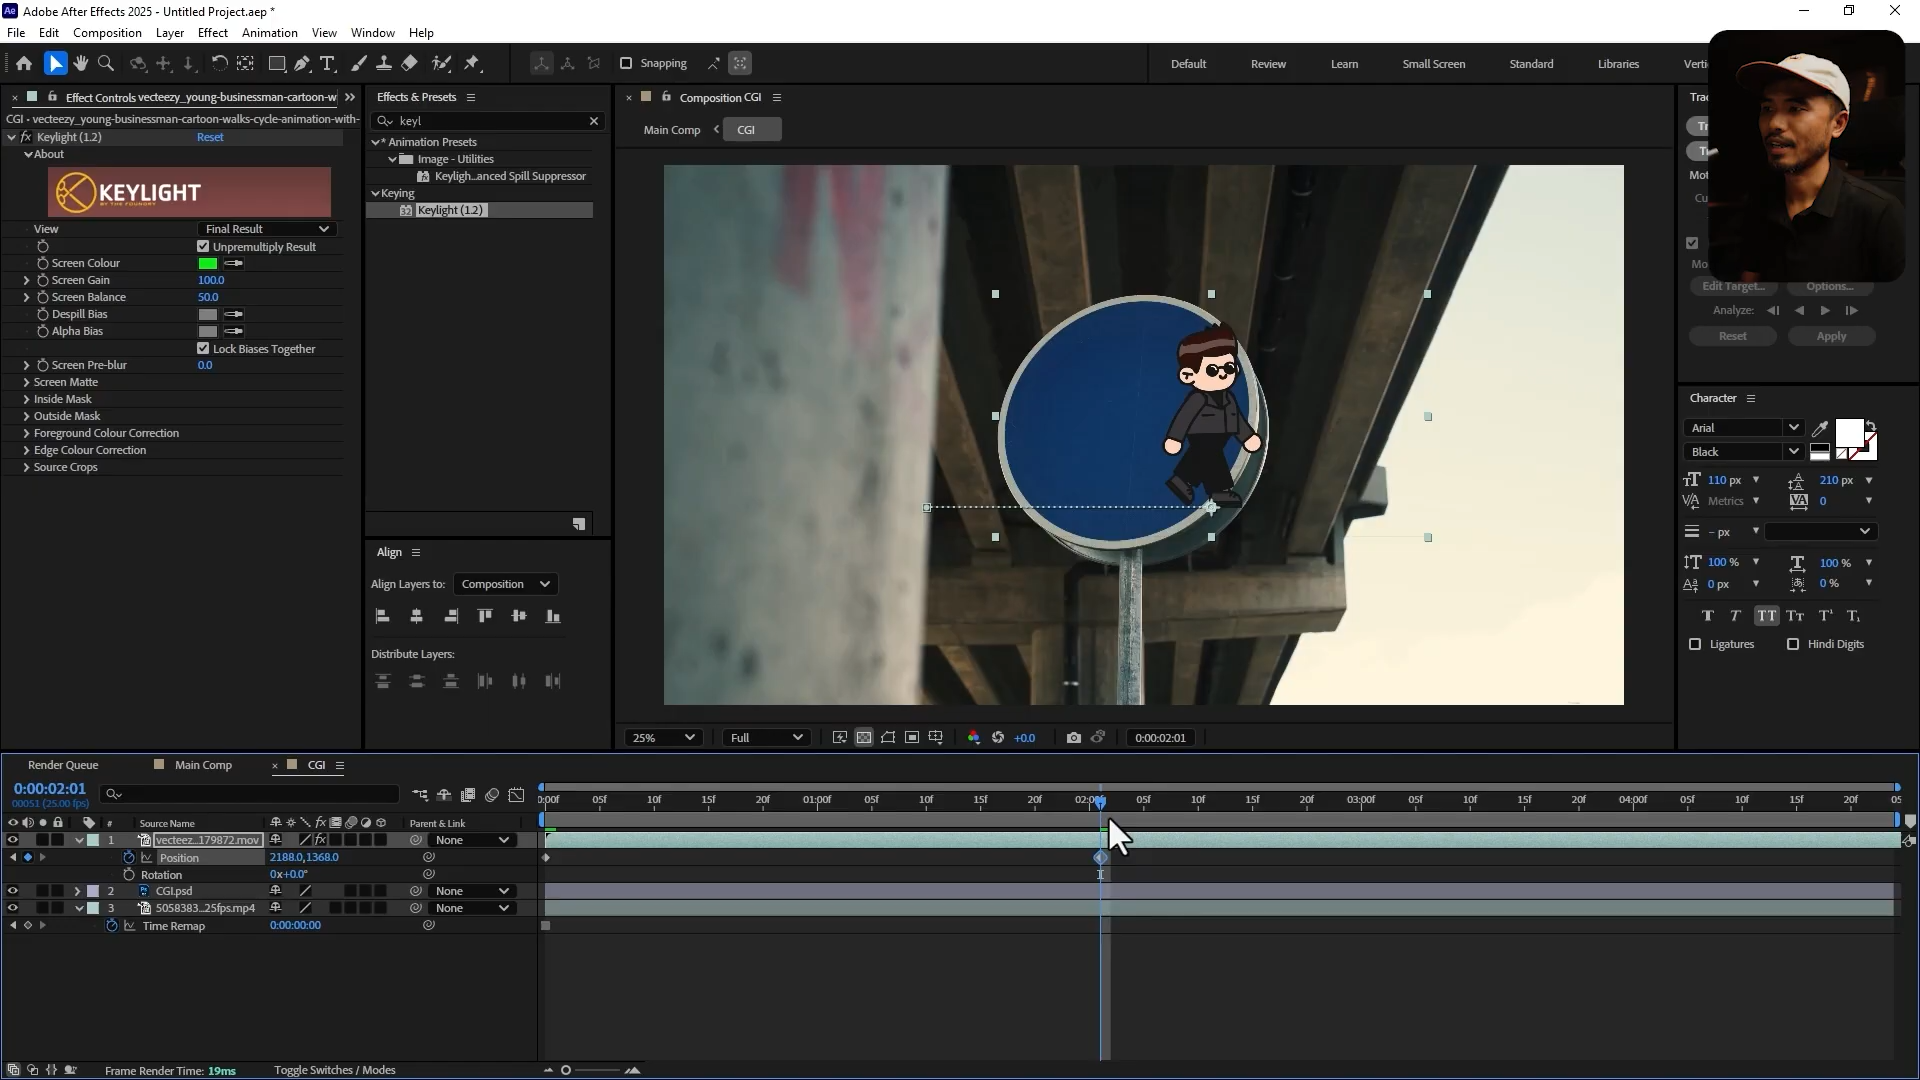 Adobe After Effects 2025 - Untitled Project.aep *
File Edit Composition Layer Effect Animation View Window Help
Snapping Default Review Learn Small Screen Standard Libraries
Effect Controls vecteezy_young-businessman-cartoon-w
CGI - vecteezy_young-businessman-cartoon-walks-cycle-animation-with-
Keylight (1.2) Reset
About
KEYLIGHT
BY THE FOUNDRY
View Final Result
Unpremultiply Result
Screen Colour
Screen Gain 100.0
Screen Balance 50.0
Despill Bias
Alpha Bias
Lock Biases Together
Screen Pre-blur 0.0
Screen Matte
Inside Mask
Outside Mask
Foreground Colour Correction
Edge Colour Correction
Source Crops
Effects & Presets
keyl
* Animation Presets
Image - Utilities
Keyligh...anced Spill Suppressor
Keying
Keylight (1.2)
Align
Align Layers to: Composition
Distribute Layers:
Composition CGI
Main Comp CGI
25% Full +0.0 0:00:02:01
Edit Target... Options...
Analyze:
Reset Apply
Character
Arial
Black
110 px 210 px
Metrics 0
- px
100 % 100 %
0 px 0 %
Ligatures Hindi Digits
Render Queue Main Comp CGI
0:00:02:01
00051 (25.00 fps)
0:00f 05f 10f 15f 20f 01:00f 05f 10f 15f 20f 02:00f 05f 10f 15f 20f 03:00f 05f 10f 15f 20f 04:00f 05f 10f 15f 20f 05
# Source Name Parent & Link
1 vecteez...179872.mov None
Position 2188.0,1368.0
Rotation 0x+0.0°
2 CGI.psd None
3 5058383...25fps.mp4 None
Time Remap 0:00:00:00
Frame Render Time: 19ms Toggle Switches / Modes